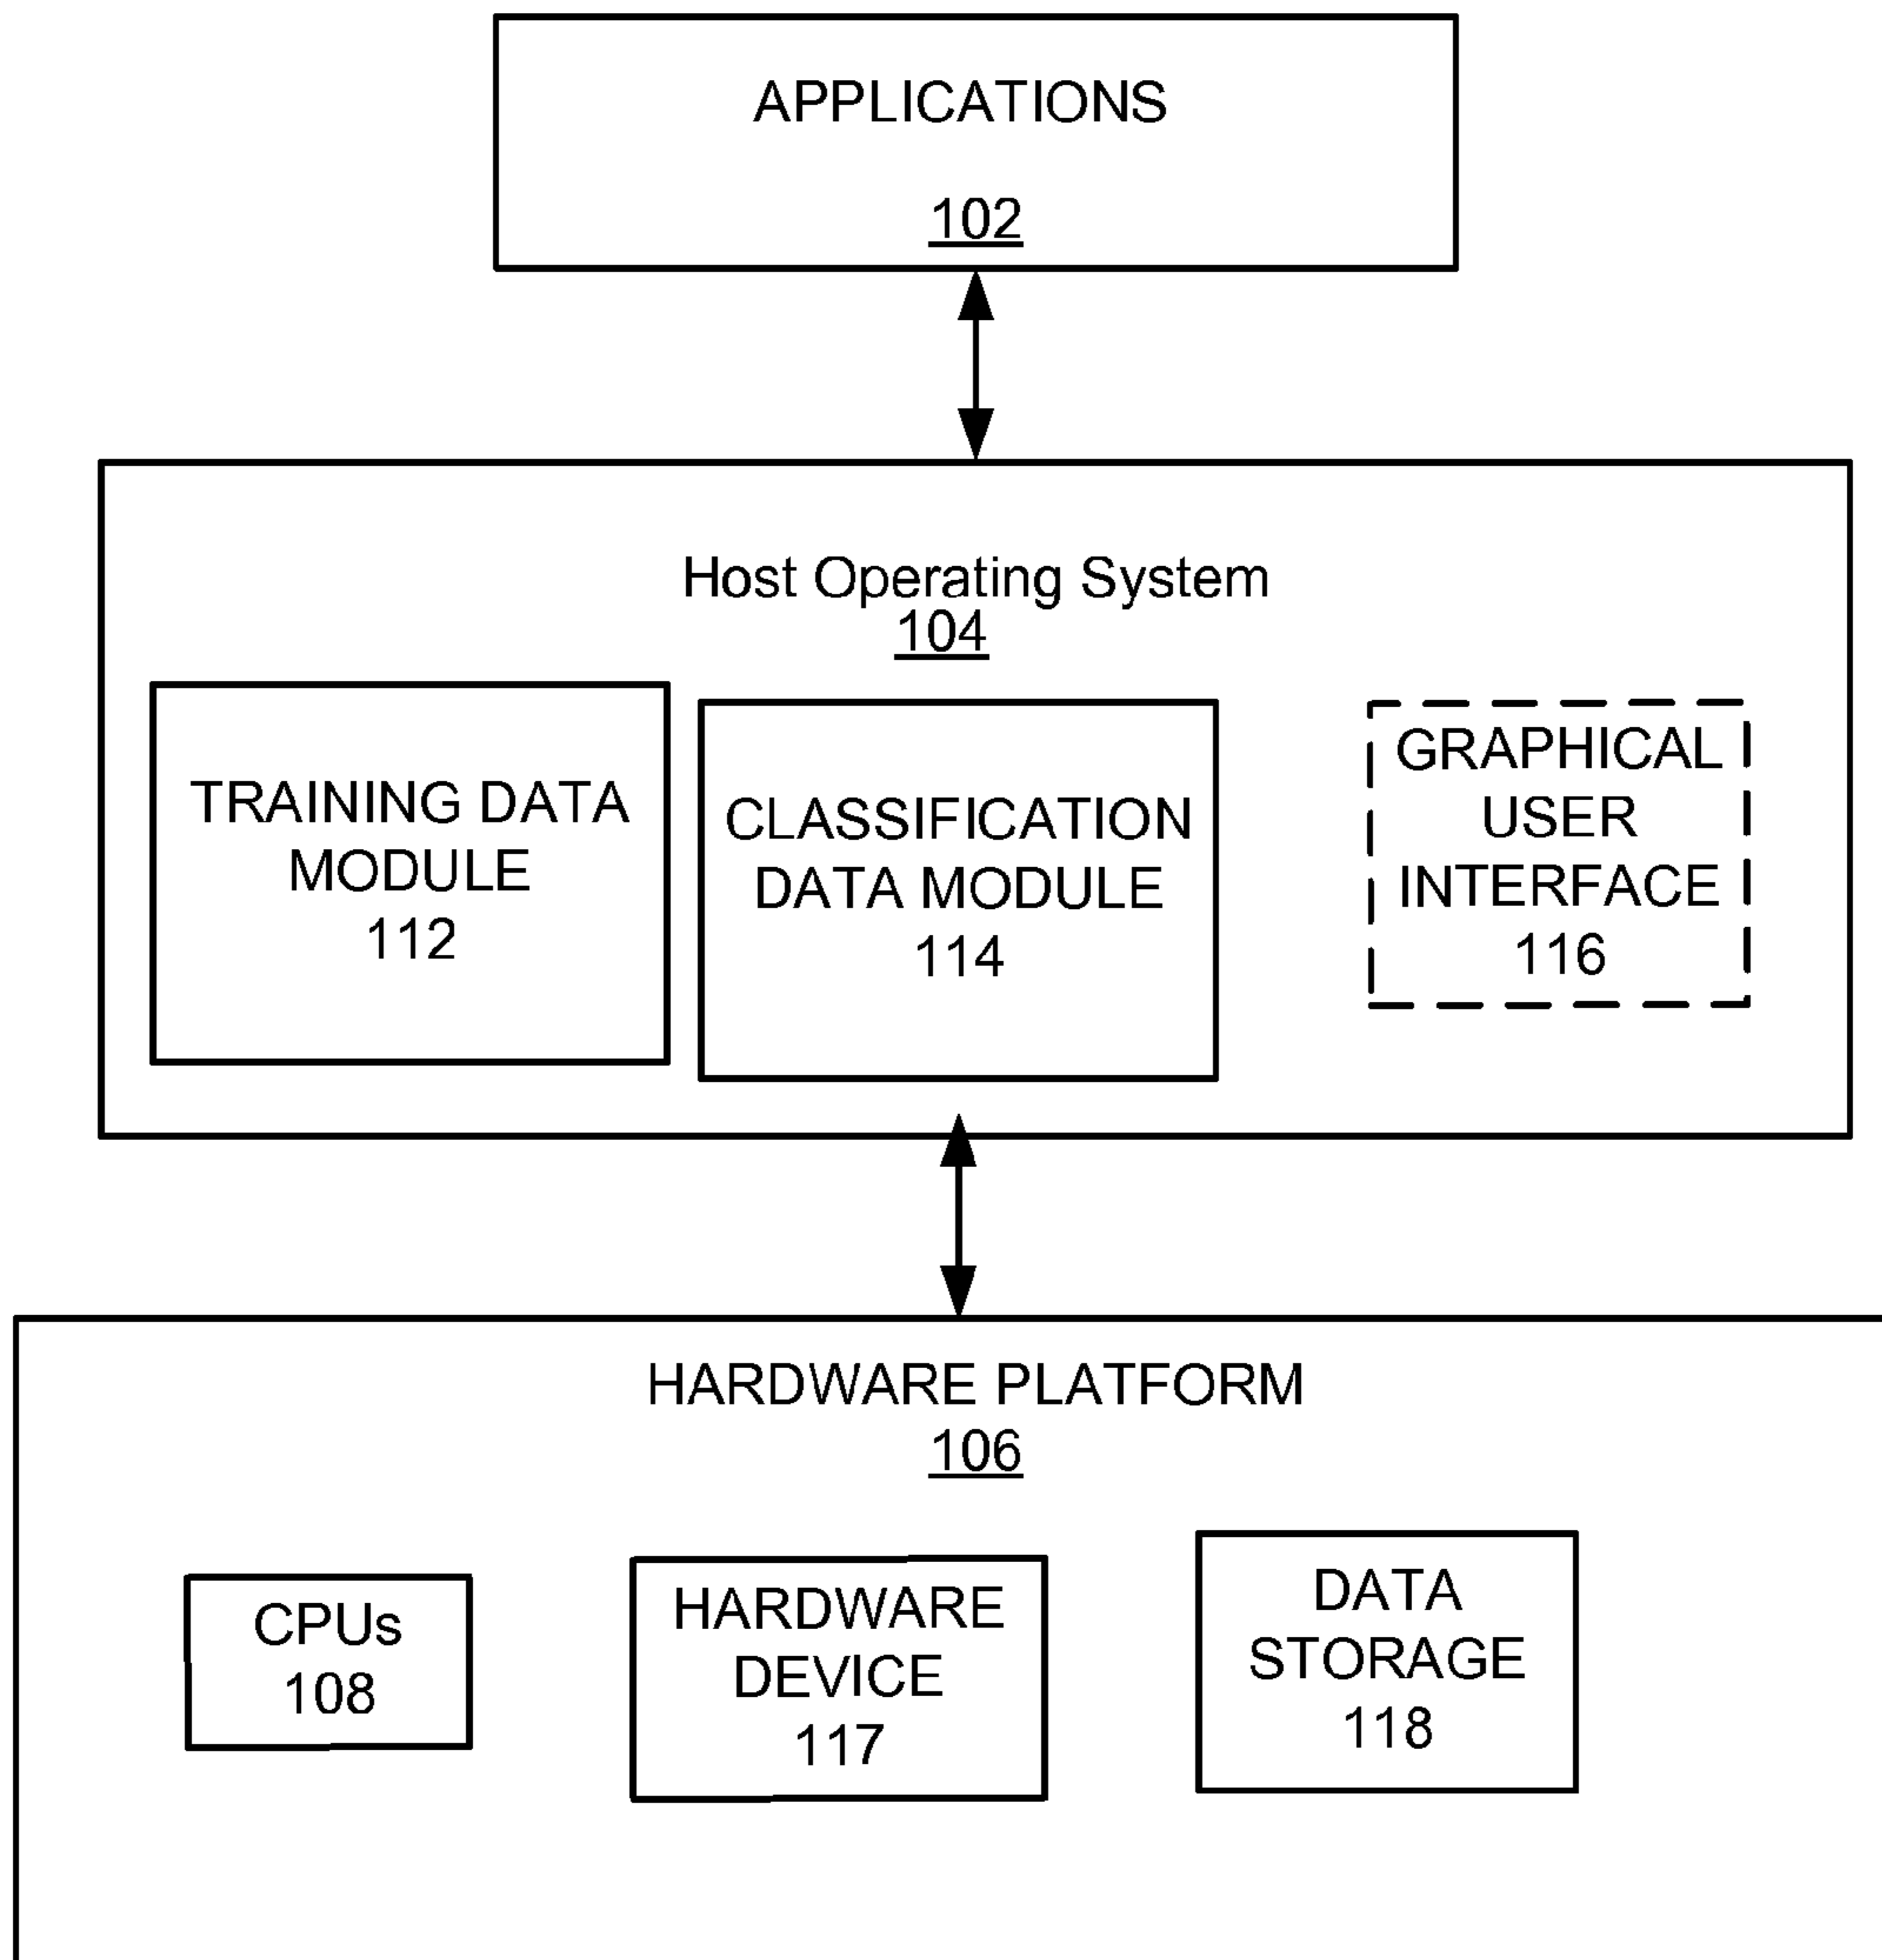 APPLICATIONS
102
Host Operating System
104
TRAINING DATA
MODULE
112
CLASSIFICATION
DATA MODULE
114
GRAPHICAL
USER
INTERFACE
116
HARDWARE PLATFORM
106
CPUs
108
HARDWARE
DEVICE
117
DATA
STORAGE
118